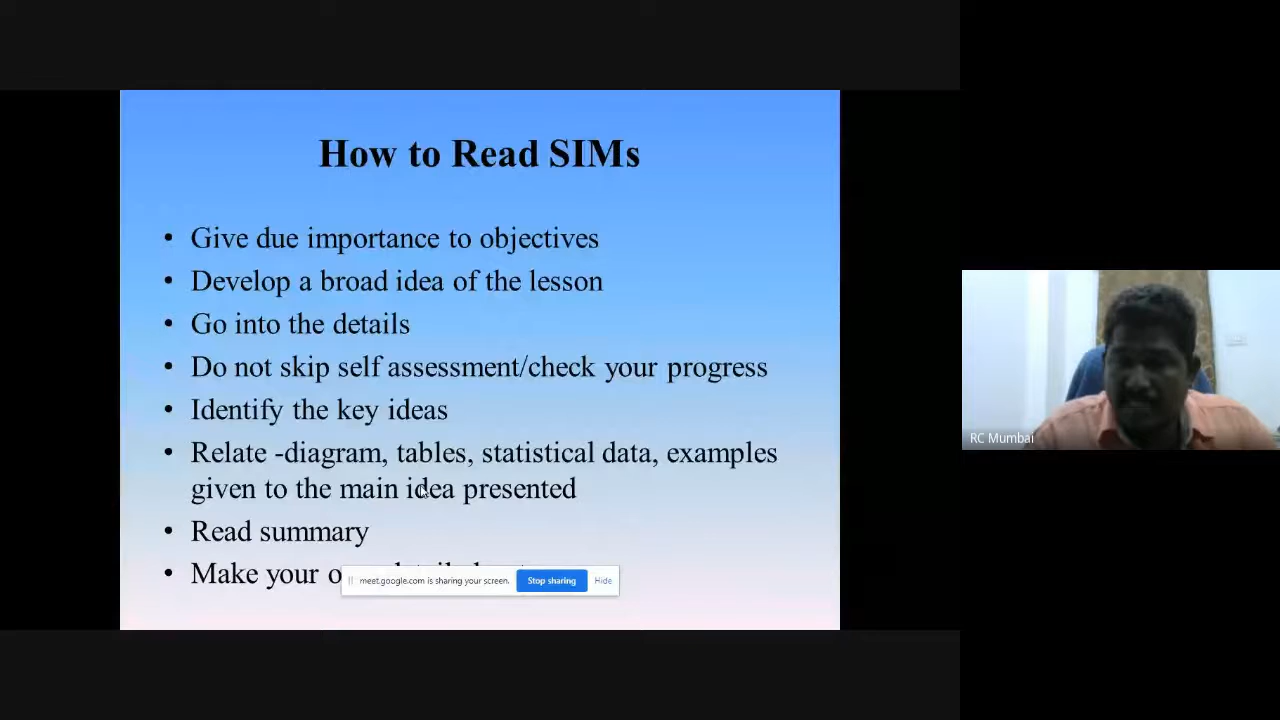 How to Read SIMs
• Give due importance to objectives
• Develop a broad idea of the lesson
• Go into the details
• Do not skip self assessment/check your progress
• Identify the key ideas
• Relate -diagram, tables, statistical data, examples
given to the main idea presented
• Read summary
• Make your
meet.google.com is sharing your screen.
Stop sharing
Hide
RC Mumbai